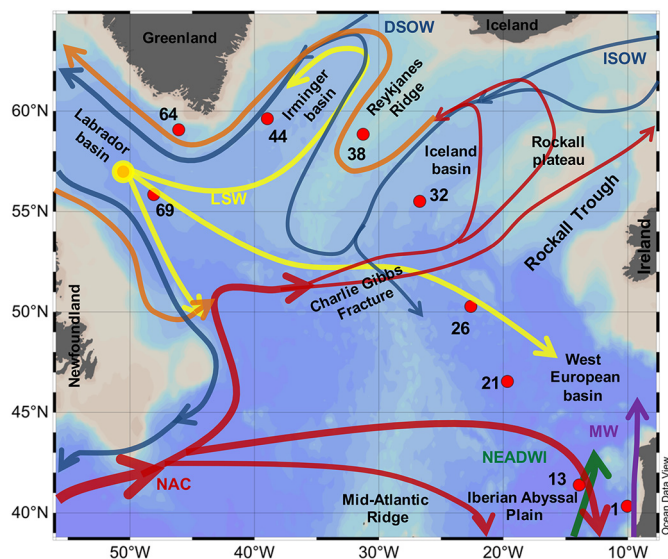 Greenland
DSOW
Iceland
ISOW
60°N
55°N
50°N
45°N
40°N
64
44
Irminger
basin
Reykjanes
Ridge
38
Labrador
basin
69
LSW
Iceland
basin
32
Rockall
plateau
Rockall Trough
Ireland
Charlie Gibbs
Fracture
Newfoundland
26
21
West
European
basin
MW
NEADWI
NAC
13
Iberian Abyssal
Plain
1
Mid-Atlantic
Ridge
50°W
40°W
30°W
20°W
10°W
Ocean Data View